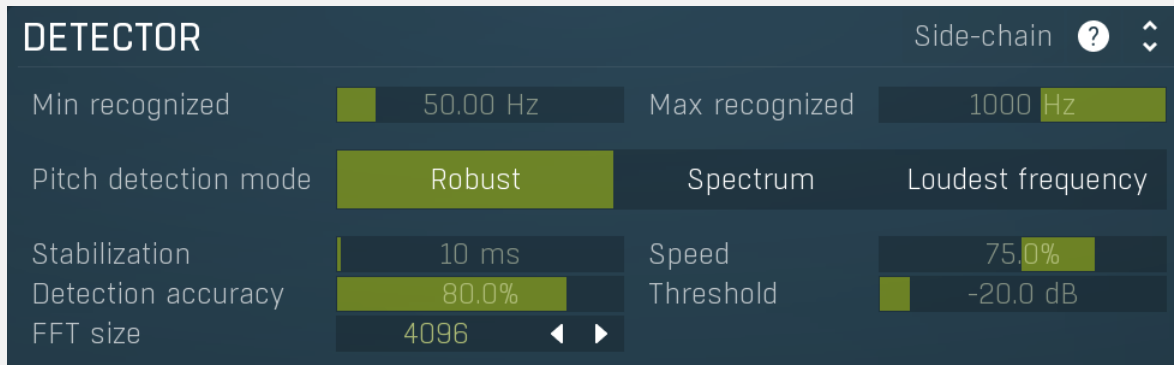 DETECTOR Side-chain ?
Min recognized 50.00 Hz Max recognized 1000 Hz
Pitch detection mode Robust Spectrum Loudest frequency
Stabilization 10 ms Speed 75.0%
Detection accuracy 80.0% Threshold -20.0 dB
FFT size 4096